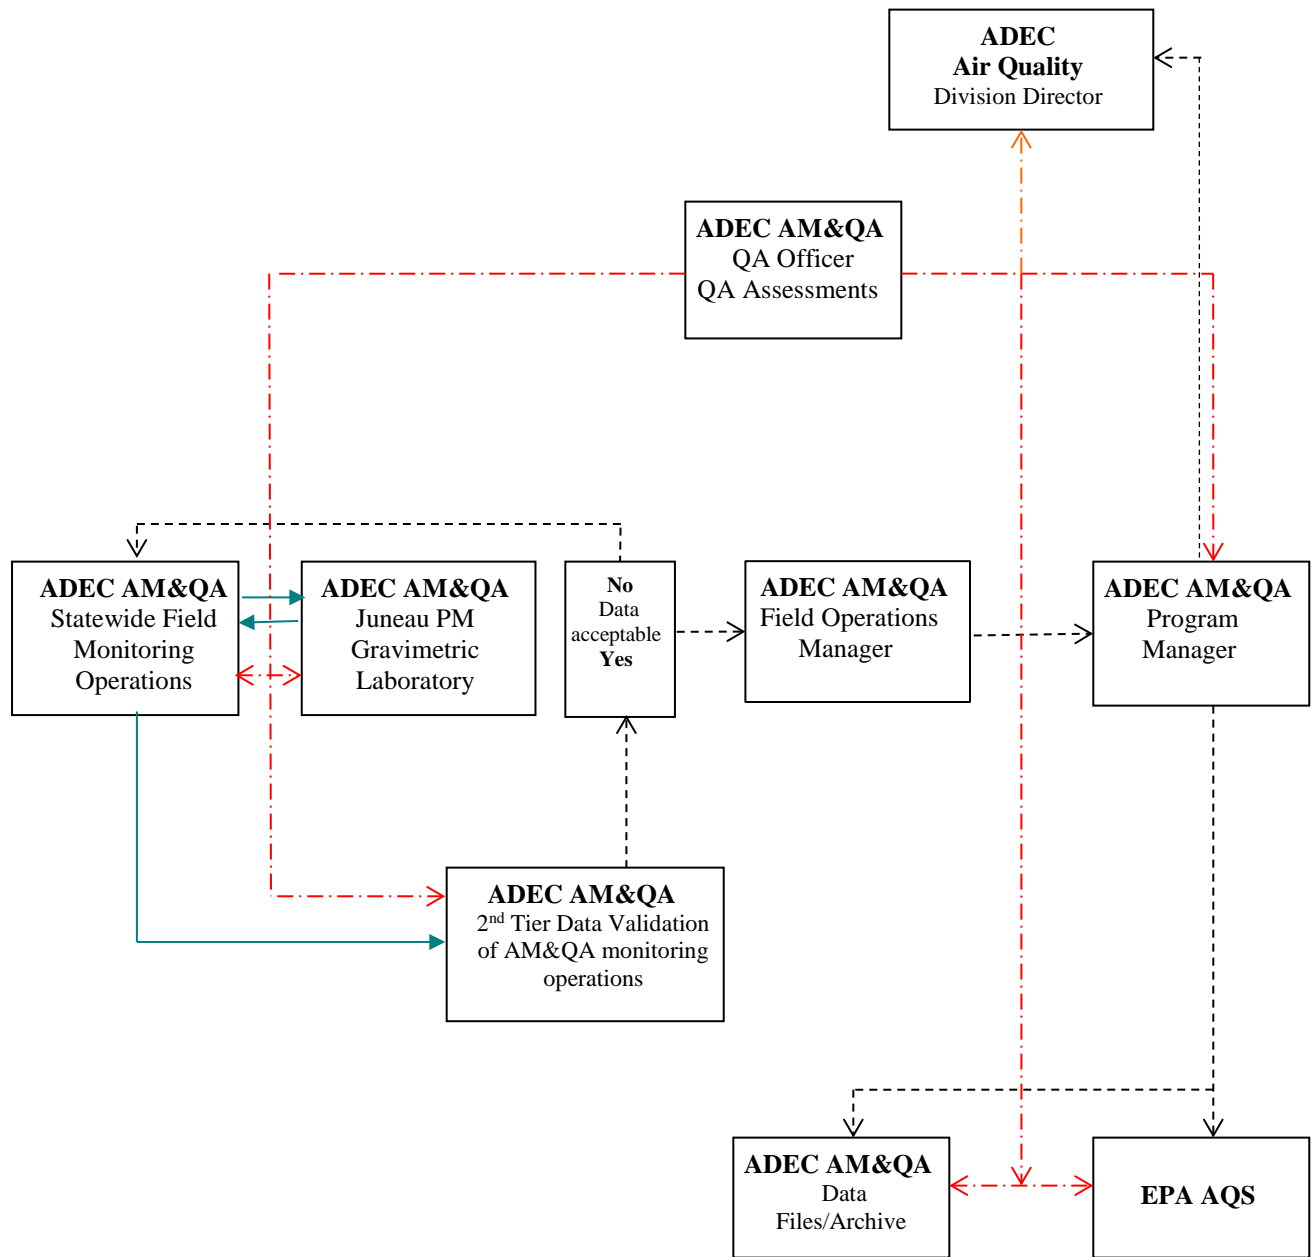 ADEC
Air Quality
Division Director
ADEC AM&QA
QA Officer
QA Assessments
ADEC AM&QA
Statewide Field
Monitoring
Operations
ADEC AM&QA
Juneau PM
Gravimetric
Laboratory
No
Data
acceptable
Yes
ADEC AM&QA
Field Operations
Manager
ADEC AM&QA
Program
Manager
ADEC AM&QA
2nd Tier Data Validation
of AM&QA monitoring
operations
ADEC AM&QA
Data
Files/Archive
EPA AQS